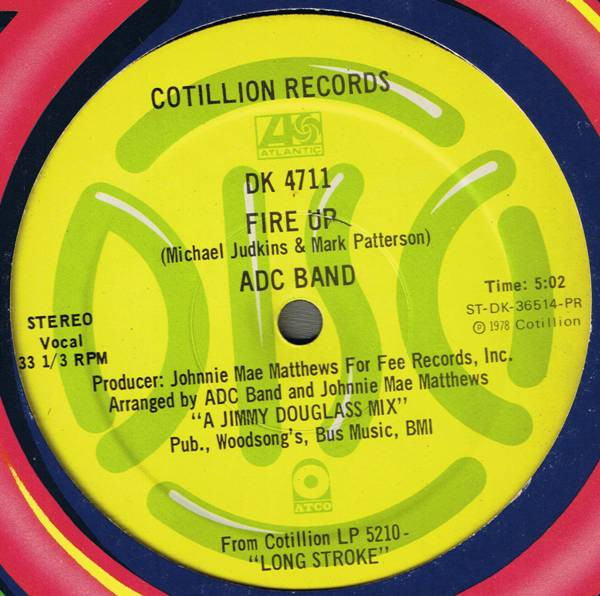 COTILLION RECORDS
ATLANTIC
DK 4711
FIRE UP
(Michael Judkins & Mark Patterson)
ADC BAND
STEREO
Vocal
33 1/3 RPM
Time: 5:02
ST-DK-36514-PR
Ⓟ 1978 Cotillion
Producer: Johnnie Mae Matthews For Fee Records, Inc.
Arranged by ADC Band and Johnnie Mae Matthews
"A JIMMY DOUGLASS MIX"
Pub., Woodsong's, Bus Music, BMI
ATCO
From Cotillion LP 5210-
"LONG STROKE"
DISCO